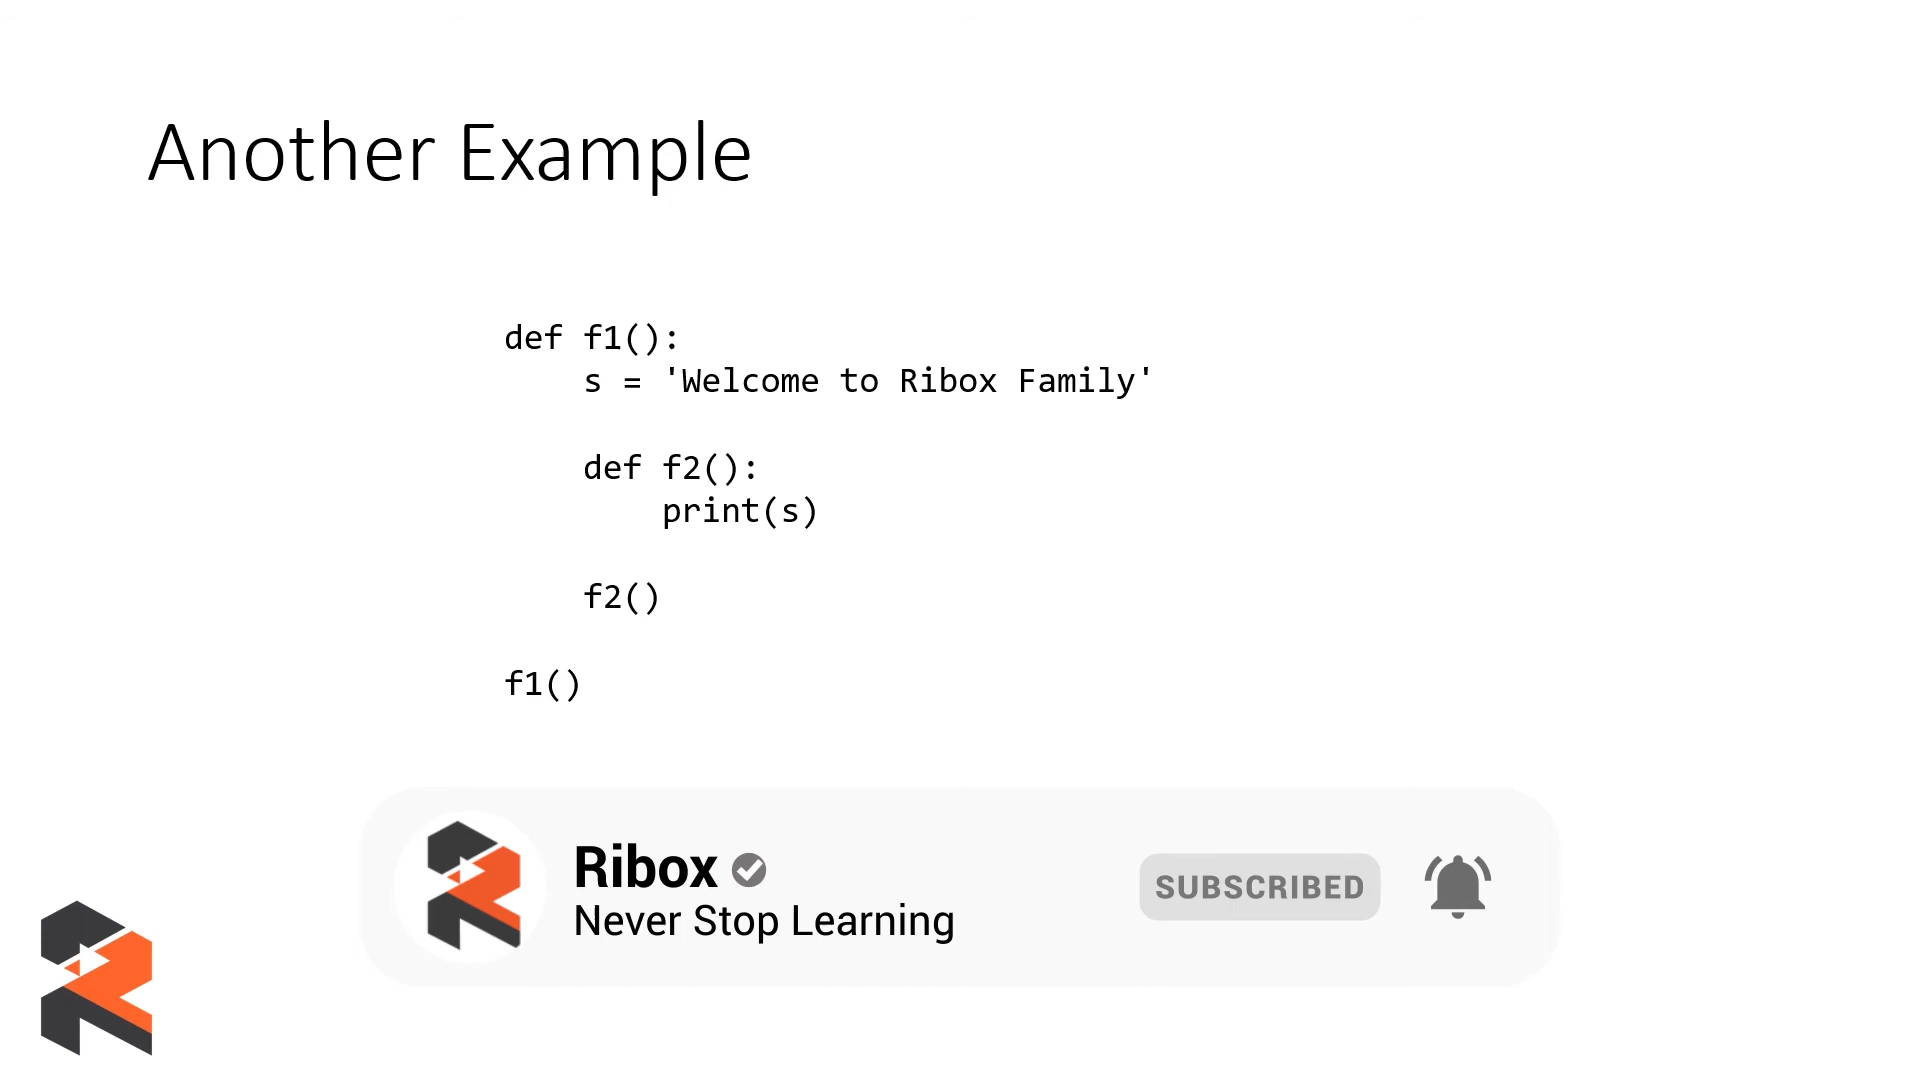 Another Example
def f1():
    s = 'Welcome to Ribox Family'
    def f2():
        print(s)
    f2()
f1()
Ribox
Never Stop Learning
SUBSCRIBED